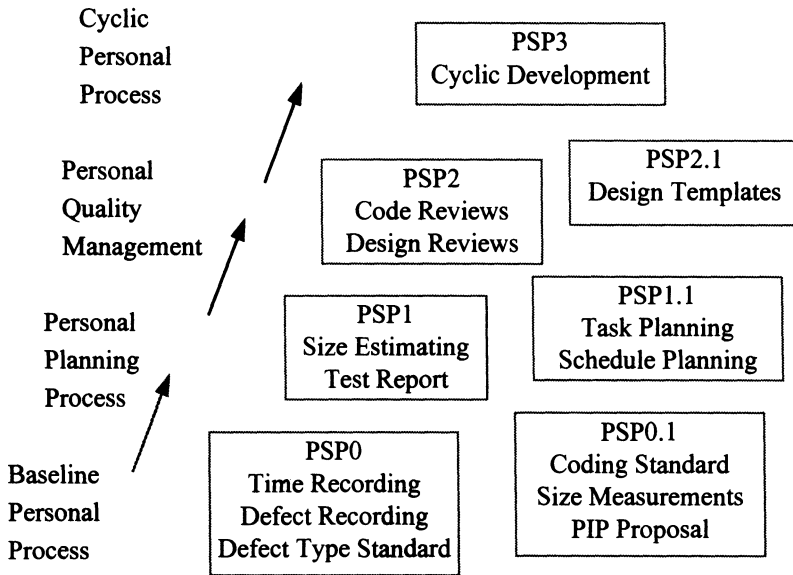 Cyclic
Personal
Process
PSP3
Cyclic Development
Personal
Quality
Management
PSP2
Code Reviews
Design Reviews
PSP2.1
Design Templates
Personal
Planning
Process
PSP1
Size Estimating
Test Report
PSP1.1
Task Planning
Schedule Planning
Baseline
Personal
Process
PSP0
Time Recording
Defect Recording
Defect Type Standard
PSP0.1
Coding Standard
Size Measurements
PIP Proposal